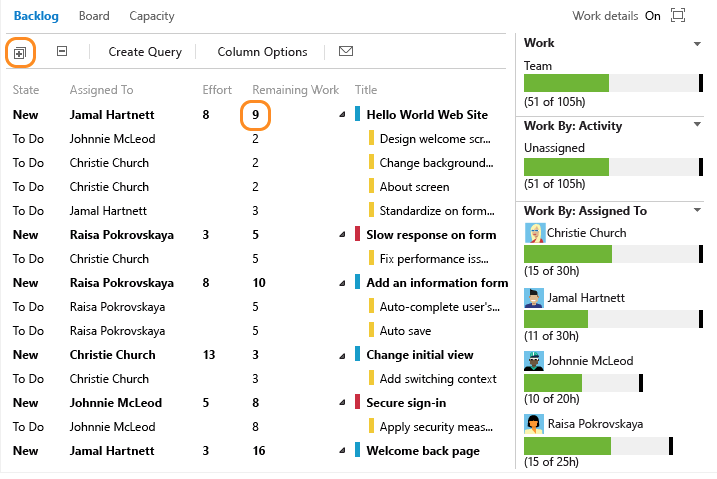 Backlog Board Capacity Work details On
Create Query Column Options
State Assigned To Effort Remaining Work Title
New Jamal Hartnett 8 9 Hello World Web Site
To Do Johnnie McLeod 2 Design welcome scr...
To Do Christie Church 2 Change background...
To Do Christie Church 2 About screen
To Do Jamal Hartnett 3 Standardize on form...
New Raisa Pokrovskaya 3 5 Slow response on form
To Do Christie Church 5 Fix performance iss...
New Raisa Pokrovskaya 8 10 Add an information form
To Do Raisa Pokrovskaya 5 Auto-complete user's...
To Do Raisa Pokrovskaya 5 Auto save
New Christie Church 13 3 Change initial view
To Do Christie Church 3 Add switching context
New Johnnie McLeod 5 8 Secure sign-in
To Do Johnnie McLeod 8 Apply security meas...
New Jamal Hartnett 3 16 Welcome back page
Work
Team
(51 of 105h)
Work By: Activity
Unassigned
(51 of 105h)
Work By: Assigned To
Christie Church
(15 of 30h)
Jamal Hartnett
(11 of 30h)
Johnnie McLeod
(10 of 20h)
Raisa Pokrovskaya
(15 of 25h)